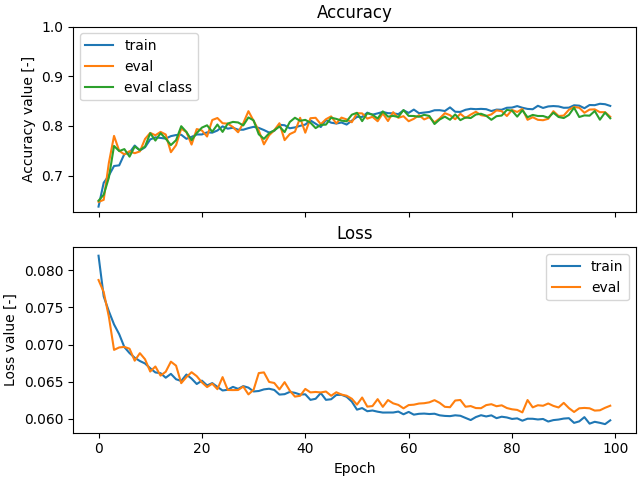 Accuracy
1.0
0.9
0.8
0.7
Accuracy value [-]
train
eval
eval class
Loss
0.080
0.075
0.070
0.065
0.060
Loss value [-]
train
eval
0 20 40 60 80 100
Epoch